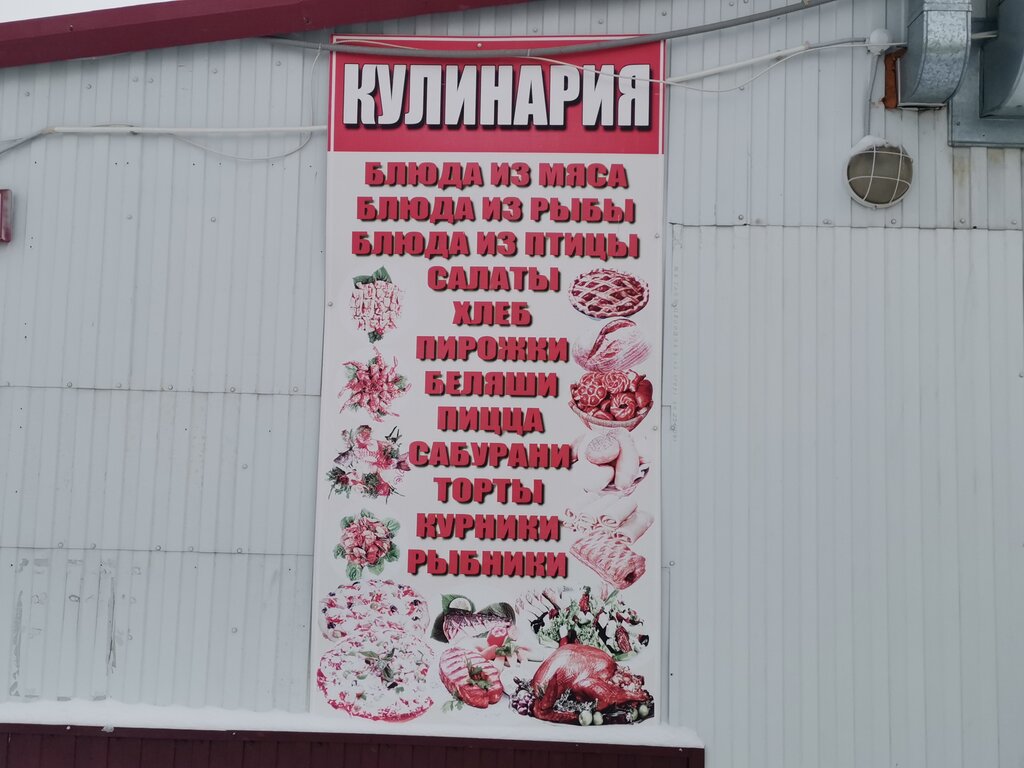 КУЛИНАРИЯ
БЛЮДА ИЗ МЯСА
БЛЮДА ИЗ РЫБЫ
БЛЮДА ИЗ ПТИЦЫ
САЛАТЫ
ХЛЕБ
ПИРОЖКИ
БЕЛЯШИ
ПИЦЦА
САБУРАНИ
ТОРТЫ
КУРНИКИ
РЫБНИКИ